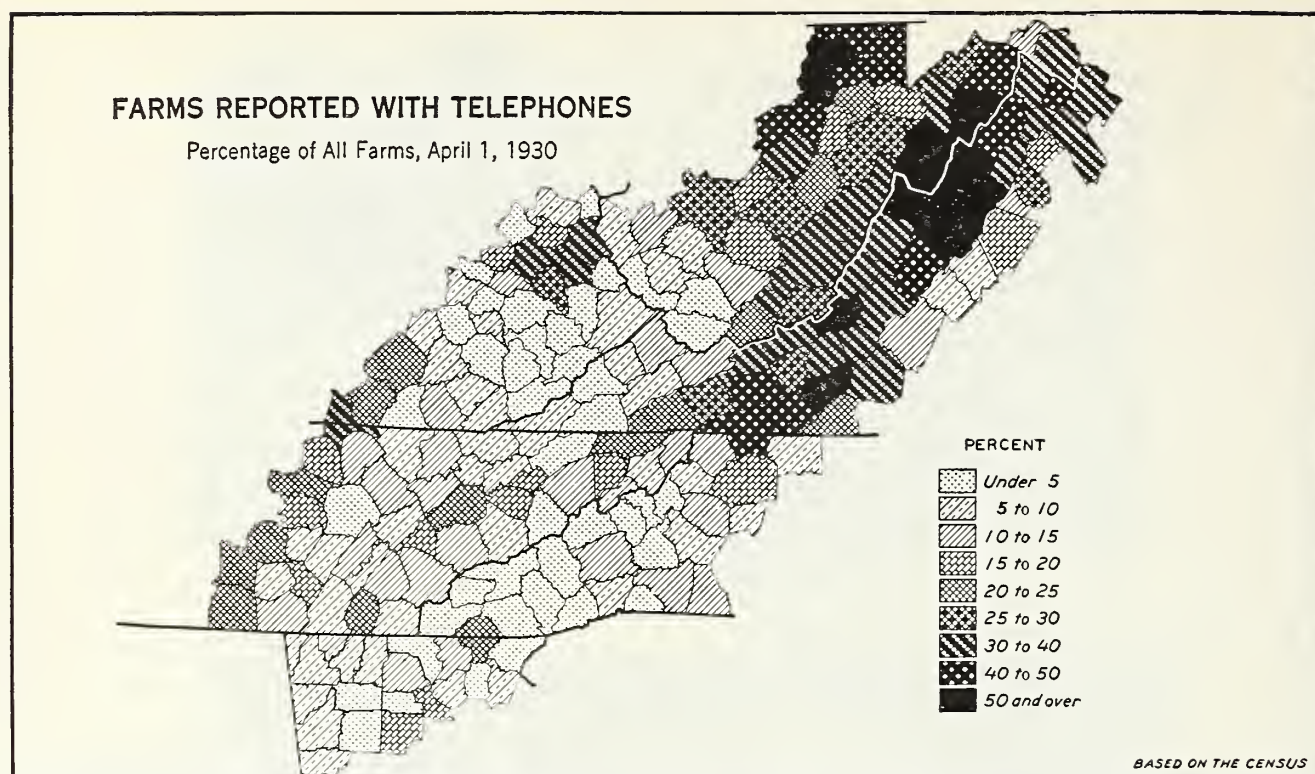 FARMS REPORTED WITH TELEPHONES
Percentage of All Farms, April 1, 1930
PERCENT
Under 5
5 to 10
10 to 15
15 to 20
20 to 25
25 to 30
30 to 40
40 to 50
50 and over
BASED ON THE CENSUS